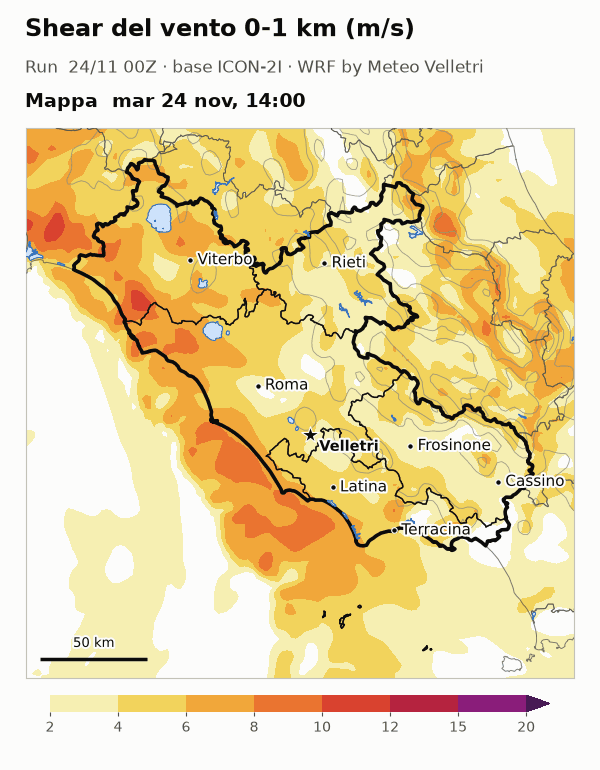 Shear del vento 0-1 km (m/s)
Run  24/11 00Z · base ICON-2I · WRF by Meteo Velletri
Mappa  mar 24 nov, 14:00
Viterbo
Rieti
Roma
Velletri
Frosinone
Latina
Cassino
Terracina
50 km
2 4 6 8 10 12 15 20